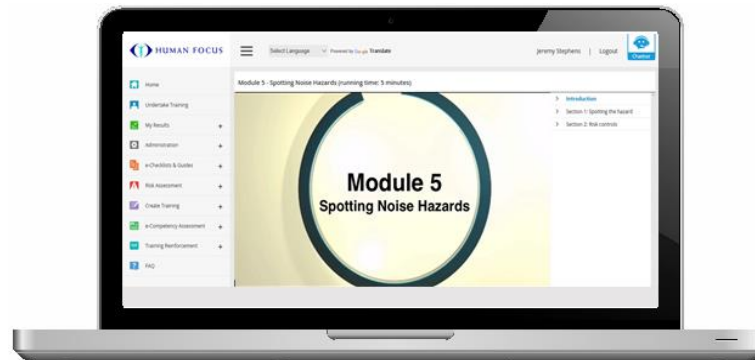 HUMAN FOCUS
Select Language
Powered by Google Translate
Jeremy Stephens | Logout
Chatbot
Home
Undertake Training
My Results +
Administration +
e-Checklists & Guides +
Risk Assessment +
Create Training +
e-Competency Assessment +
Training Reinforcement +
FAQ
Module 5 - Spotting Noise Hazards (running time: 5 minutes)
Module 5
Spotting Noise Hazards
> Introduction
> Section 1: Spotting the hazard
> Section 2: Risk controls